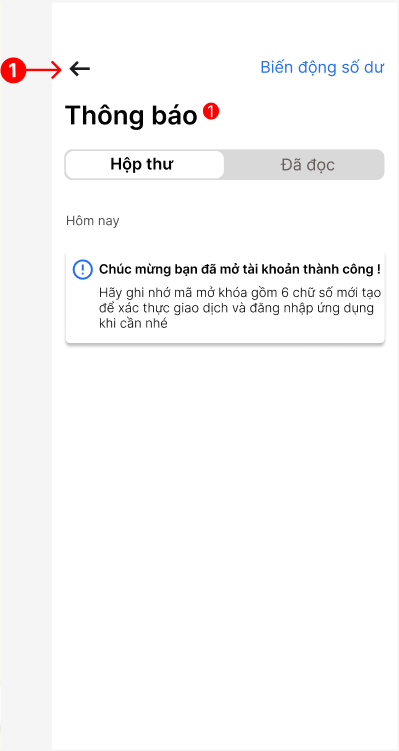 1
Biến động số dư
Thông báo 1
Hộp thư
Đã đọc
Hôm nay
Chúc mừng bạn đã mở tài khoản thành công !
Hãy ghi nhớ mã mở khóa gồm 6 chữ số mới tạo
để xác thực giao dịch và đăng nhập ứng dụng
khi cần nhé